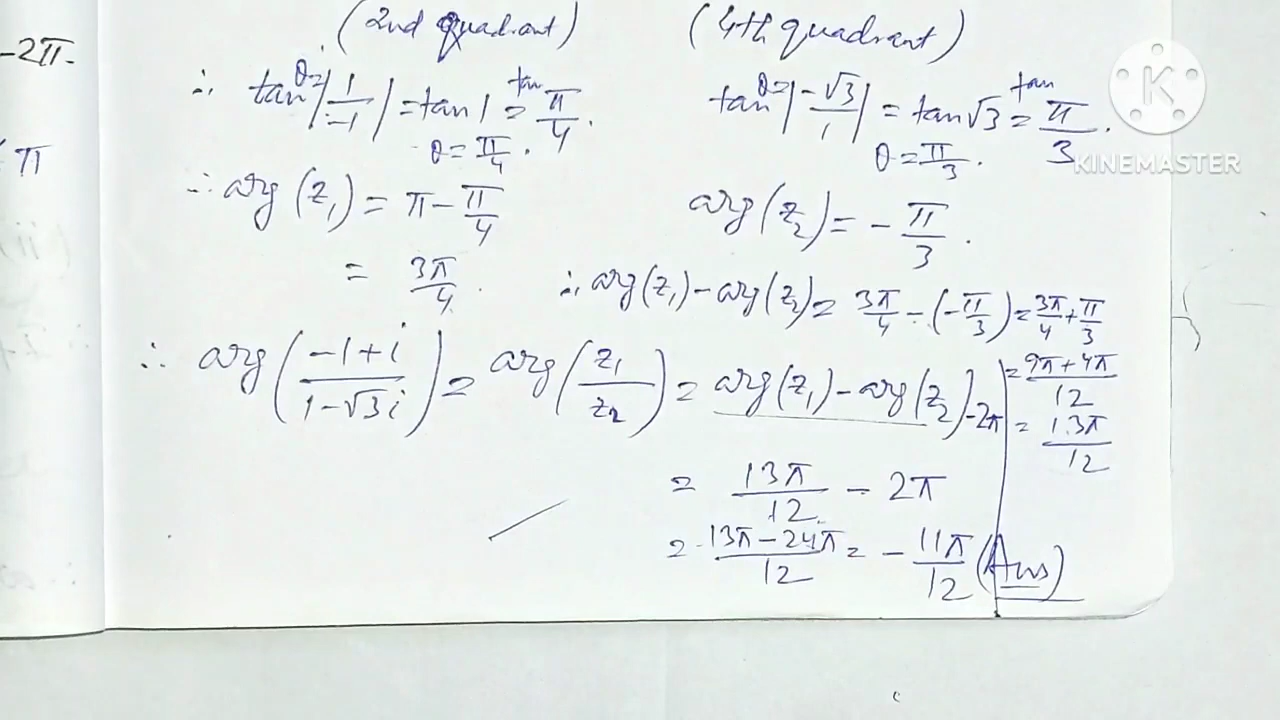 -2π.
π
(2nd quadrant)
(4th quadrant)
∴ tan θ = |1/-1| = tan 1 = tan π/4.
θ = π/4.
tan θ = |-√3/1| = tan √3 = tan π/3.
θ = π/3.
KINEMASTER
∴ arg(z₁) = π - π/4
= 3π/4.
arg(z₂) = - π/3.
∴ arg(z₁) - arg(z₂) = 3π/4 - (-π/3) = 3π/4 + π/3
= 9π + 4π/12
= 13π/12
∴ arg(-1+i/1-√3i) = arg(z₁/z₂) = arg(z₁) - arg(z₂) - 2π
= 13π/12 - 2π
= 13π - 24π/12 = - 11π/12 (Ans)